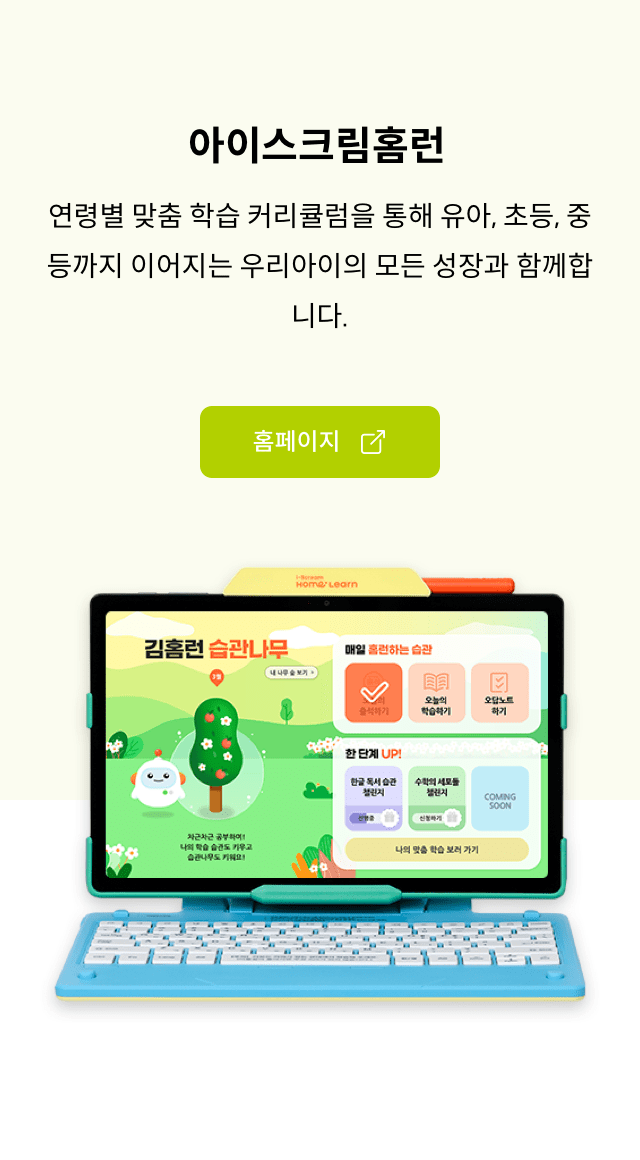 아이스크림홈런
연령별 맞춤 학습 커리큘럼을 통해 유아, 초등, 중
등까지 이어지는 우리아이의 모든 성장과 함께합
니다.
홈페이지
i-Scream
Home Learn
김홈런 습관나무
내 나무 숲 보기
3월
차근차근 공부하여!
나의 학습 습관도 키우고
습관나무도 키워요!
매일 홈런하는 습관
오늘의
출석하기
오늘의
학습하기
오답노트
하기
한 단계 UP!
한글 독서 습관
챌린지
진행중
수학의 세포들
챌린지
신청하기
COMING
SOON
나의 맞춤 학습 보러 가기